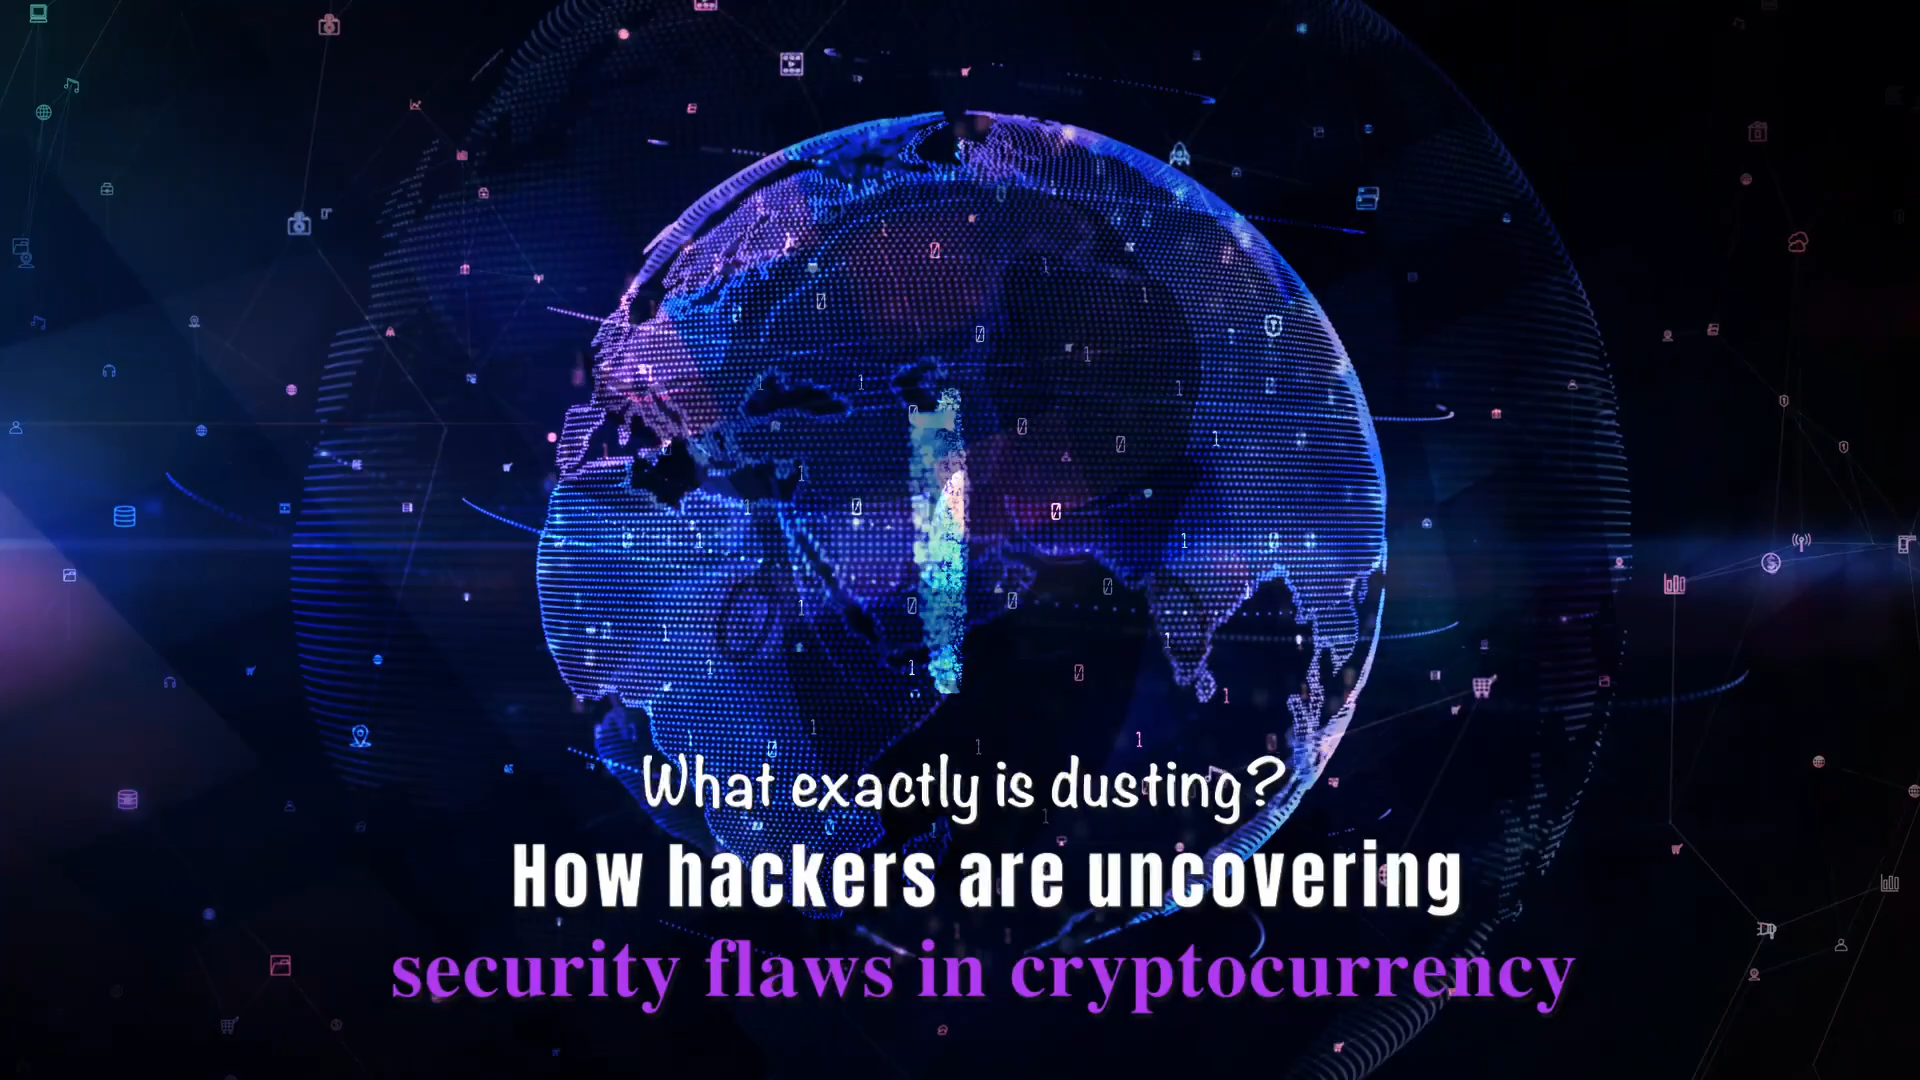 What exactly is dusting?
How hackers are uncovering
security flaws in cryptocurrency